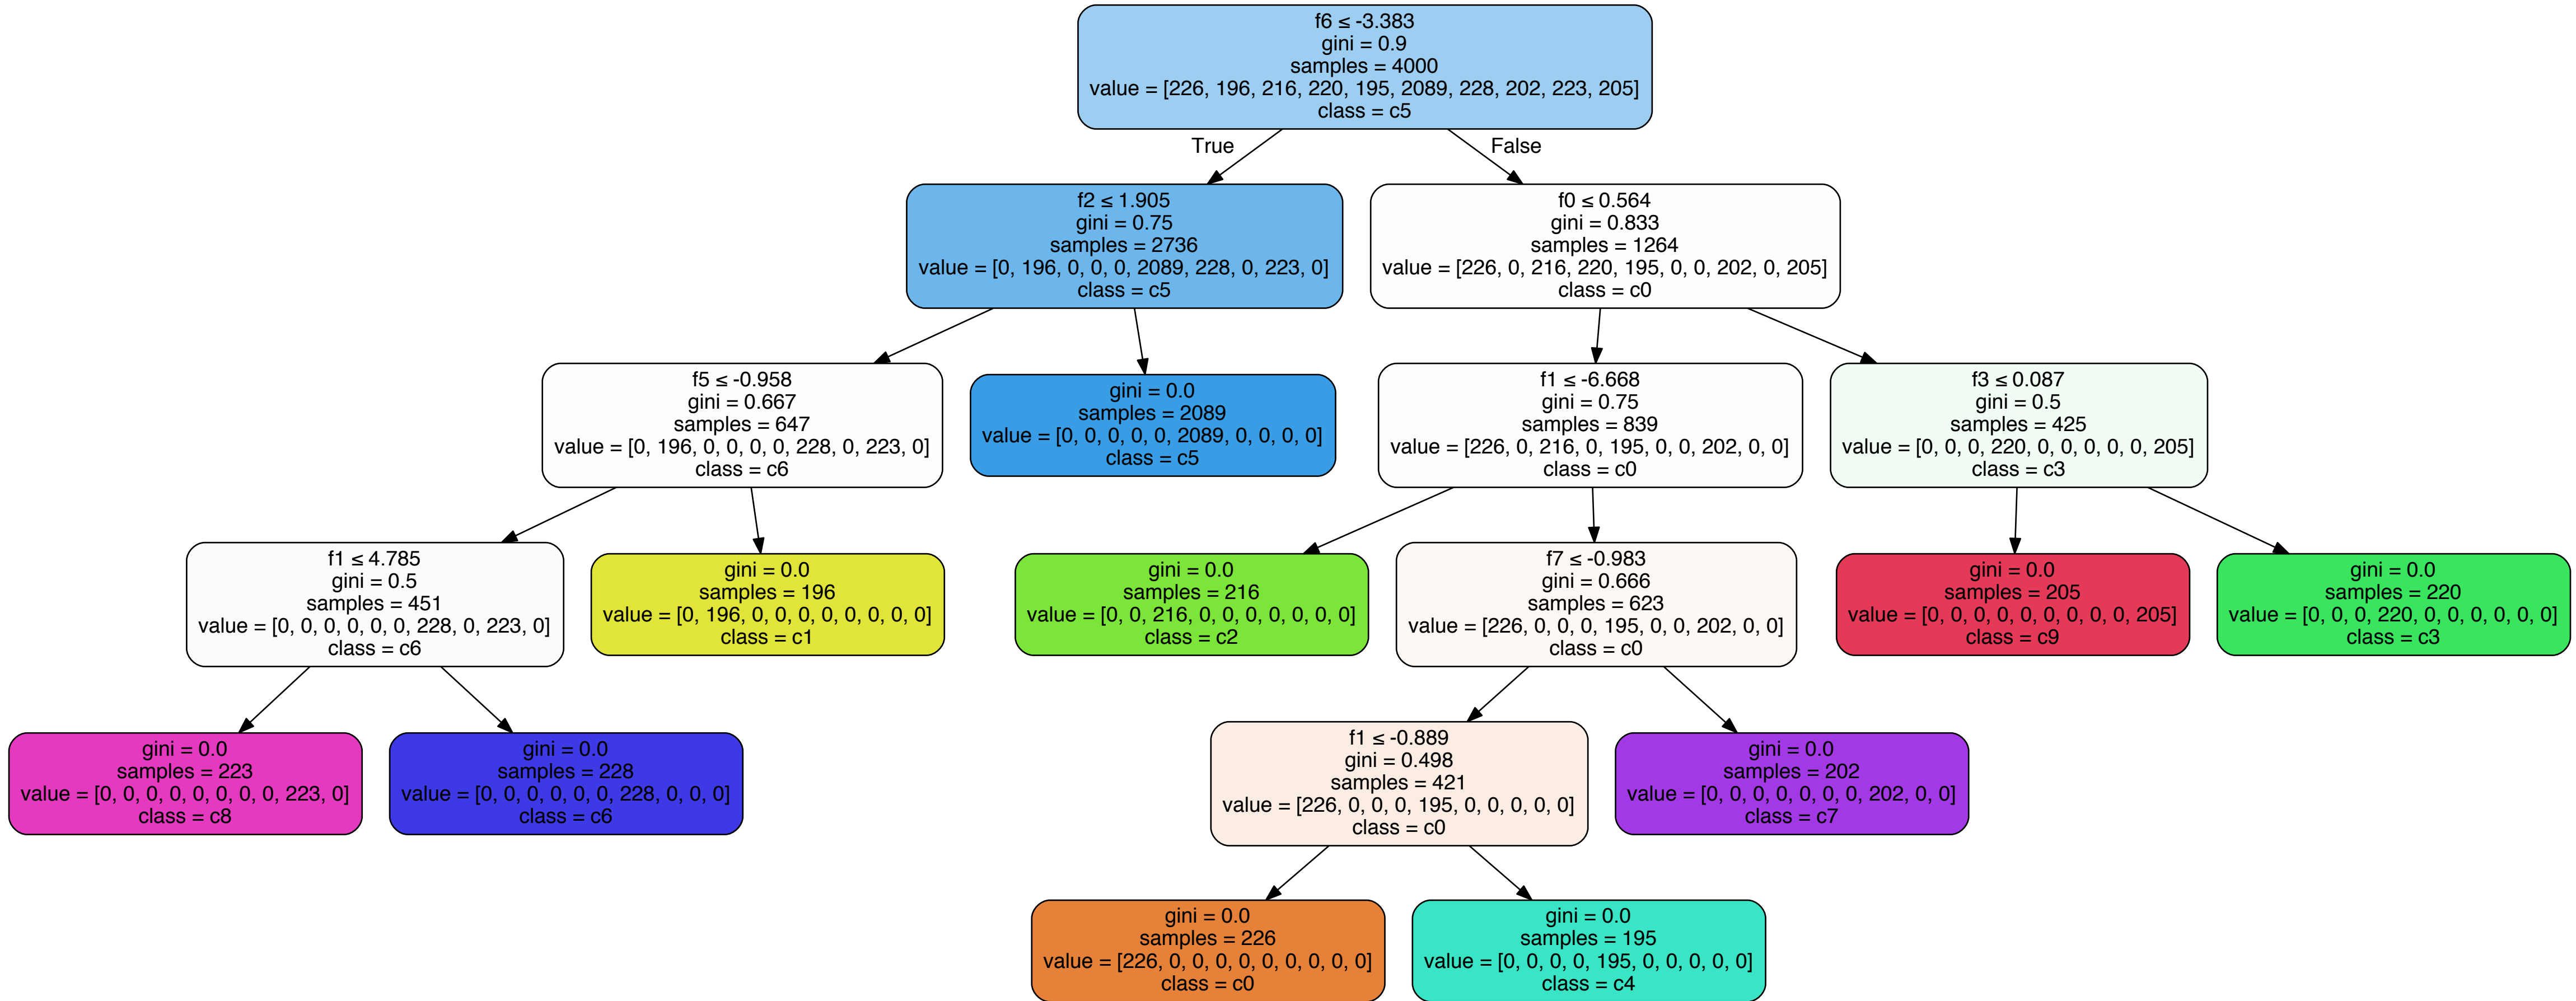 f6 ≤ -3.383
gini = 0.9
samples = 4000
value = [226, 196, 216, 220, 195, 2089, 228, 202, 223, 205]
class = c5
True
False
f2 ≤ 1.905
gini = 0.75
samples = 2736
value = [0, 196, 0, 0, 0, 2089, 228, 0, 223, 0]
class = c5
f0 ≤ 0.564
gini = 0.833
samples = 1264
value = [226, 0, 216, 220, 195, 0, 0, 202, 0, 205]
class = c0
f5 ≤ -0.958
gini = 0.667
samples = 647
value = [0, 196, 0, 0, 0, 0, 228, 0, 223, 0]
class = c6
gini = 0.0
samples = 2089
value = [0, 0, 0, 0, 0, 2089, 0, 0, 0, 0]
class = c5
f1 ≤ -6.668
gini = 0.75
samples = 839
value = [226, 0, 216, 0, 195, 0, 0, 202, 0, 0]
class = c0
f3 ≤ 0.087
gini = 0.5
samples = 425
value = [0, 0, 0, 220, 0, 0, 0, 0, 0, 205]
class = c3
f1 ≤ 4.785
gini = 0.5
samples = 451
value = [0, 0, 0, 0, 0, 0, 228, 0, 223, 0]
class = c6
gini = 0.0
samples = 196
value = [0, 196, 0, 0, 0, 0, 0, 0, 0, 0]
class = c1
gini = 0.0
samples = 216
value = [0, 0, 216, 0, 0, 0, 0, 0, 0, 0]
class = c2
f7 ≤ -0.983
gini = 0.666
samples = 623
value = [226, 0, 0, 0, 195, 0, 0, 202, 0, 0]
class = c0
gini = 0.0
samples = 205
value = [0, 0, 0, 0, 0, 0, 0, 0, 0, 205]
class = c9
gini = 0.0
samples = 220
value = [0, 0, 0, 220, 0, 0, 0, 0, 0, 0]
class = c3
gini = 0.0
samples = 223
value = [0, 0, 0, 0, 0, 0, 0, 0, 223, 0]
class = c8
gini = 0.0
samples = 228
value = [0, 0, 0, 0, 0, 0, 228, 0, 0, 0]
class = c6
f1 ≤ -0.889
gini = 0.498
samples = 421
value = [226, 0, 0, 0, 195, 0, 0, 0, 0, 0]
class = c0
gini = 0.0
samples = 202
value = [0, 0, 0, 0, 0, 0, 0, 202, 0, 0]
class = c7
gini = 0.0
samples = 226
value = [226, 0, 0, 0, 0, 0, 0, 0, 0, 0]
class = c0
gini = 0.0
samples = 195
value = [0, 0, 0, 0, 195, 0, 0, 0, 0, 0]
class = c4